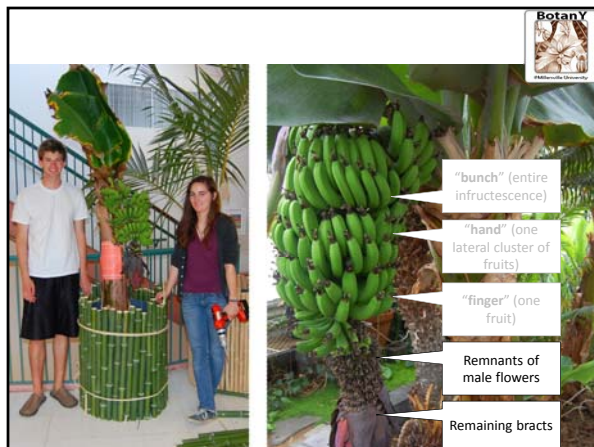 BotanY
@Millersville University
“bunch” (entire
infructescence)
“hand” (one
lateral cluster of
fruits)
“finger” (one
fruit)
Remnants of
male flowers
Remaining bracts